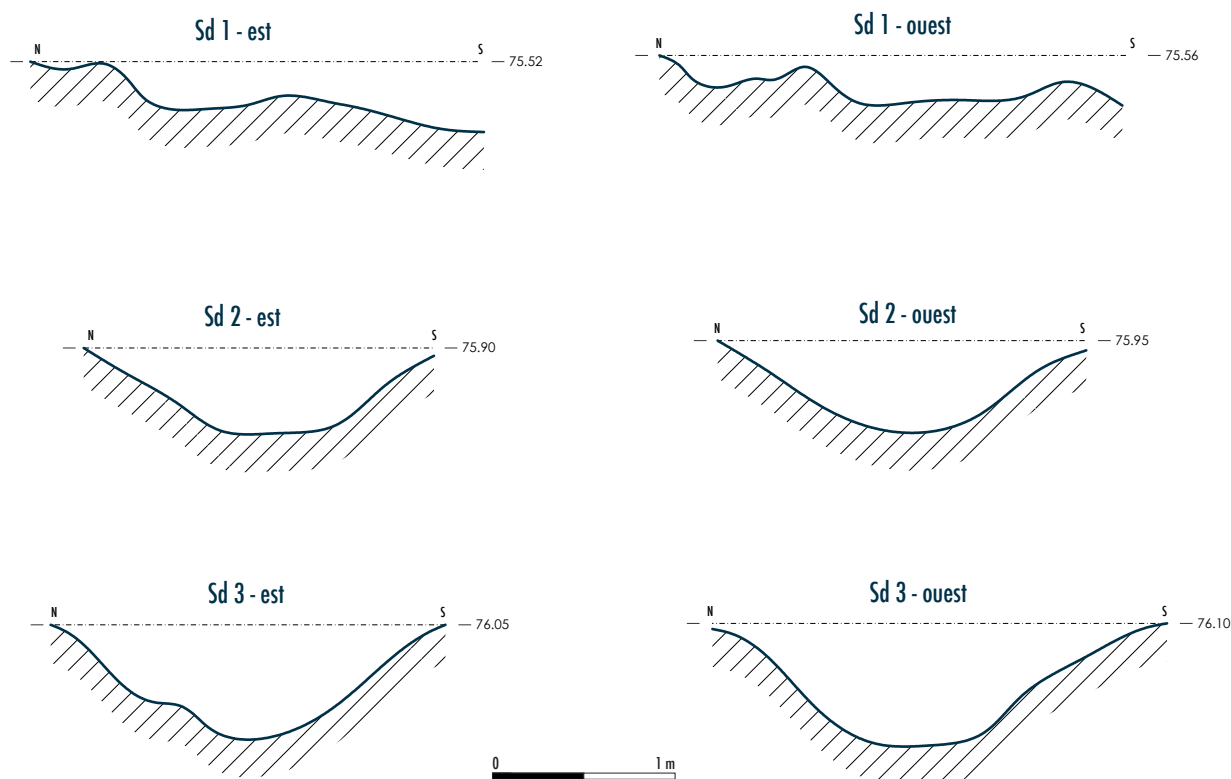 Sd 1 - est
N
S
75.52
Sd 1 - ouest
N
S
75.56
Sd 2 - est
N
S
75.90
Sd 2 - ouest
N
S
75.95
Sd 3 - est
N
S
76.05
Sd 3 - ouest
N
S
76.10
0
1 m